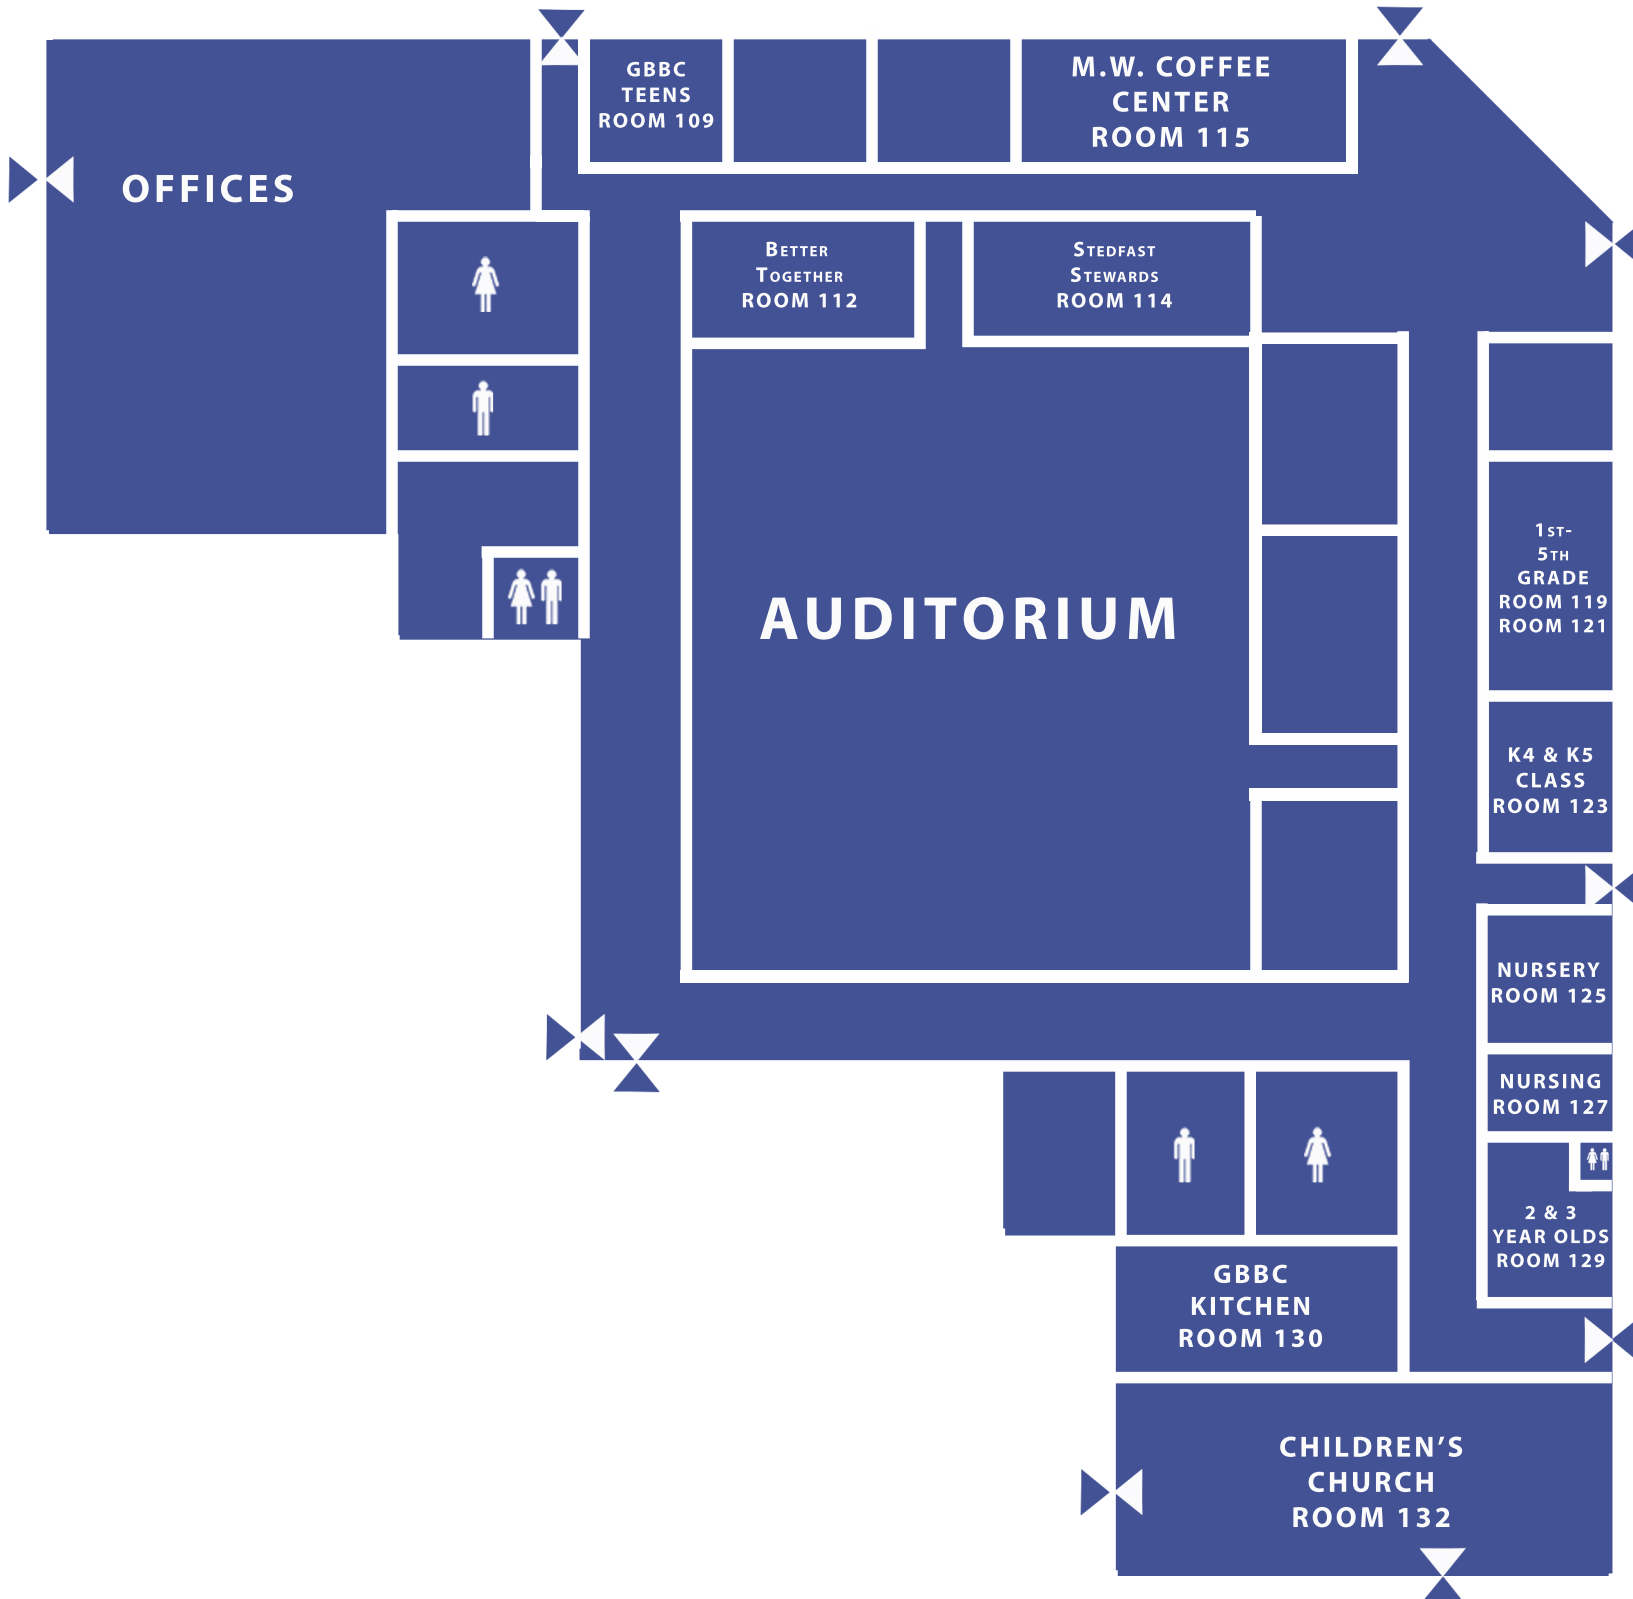 GBBC
TEENS
ROOM 109
M.W. COFFEE
CENTER
ROOM 115
OFFICES
BETTER
TOGETHER
ROOM 112
STEDFAST
STEWARDS
ROOM 114
1ST-
5TH
GRADE
ROOM 119
ROOM 121
AUDITORIUM
K4 & K5
CLASS
ROOM 123
NURSERY
ROOM 125
NURSING
ROOM 127
2 & 3
YEAR OLDS
ROOM 129
GBBC
KITCHEN
ROOM 130
CHILDREN'S
CHURCH
ROOM 132